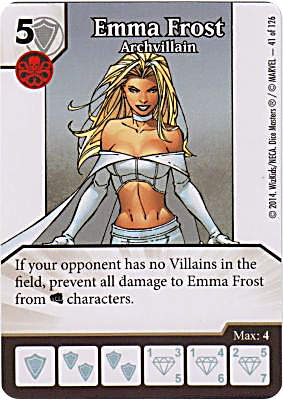 5
Emma Frost
Archvillain
© 2014. WizKids/NECA. Dice Masters ® / © MARVEL — 41 of 126
If your opponent has no Villains in the
field, prevent all damage to Emma Frost
from characters.
Max: 4
1 3 5
1 4 7
2 5 7